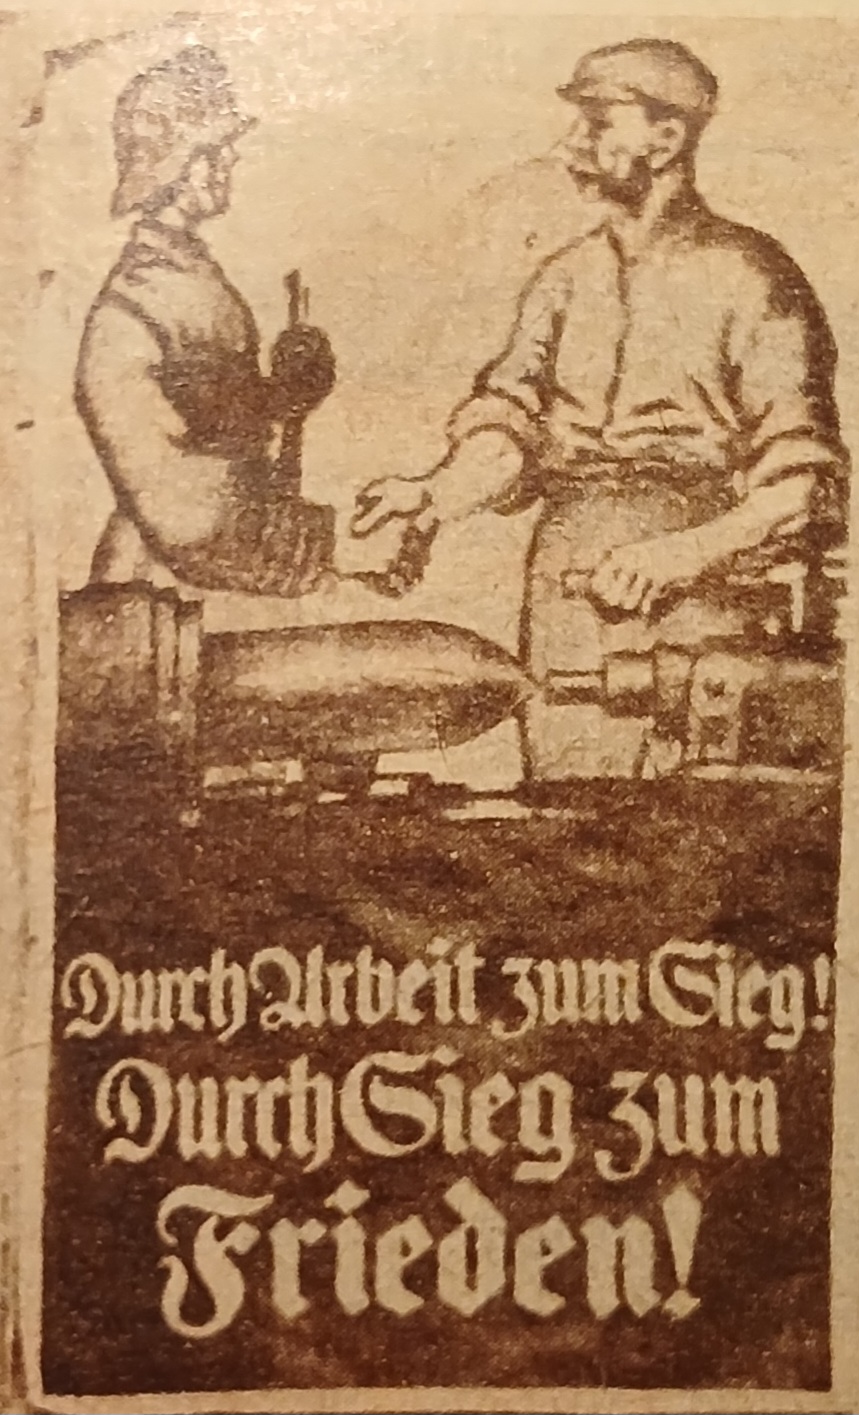 Durch Arbeit zum Sieg!
Durch Sieg zum
Frieden!